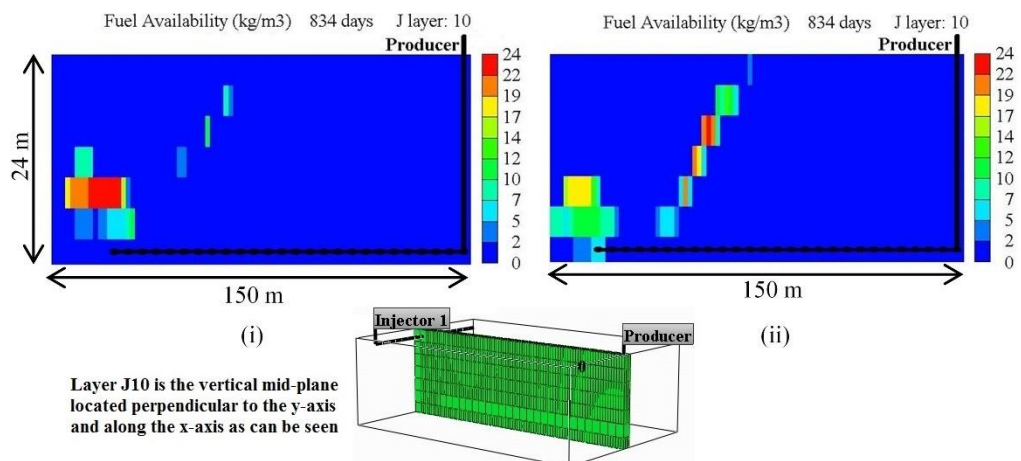 Fuel Availability (kg/m3) 834 days J layer: 10
Producer
24
22
19
17
14
12
10
7
5
2
0
24 m
150 m
(i)
Fuel Availability (kg/m3) 834 days J layer: 10
Producer
24
22
19
17
14
12
10
7
5
2
0
150 m
(ii)
Injector 1
Producer
Layer J10 is the vertical mid-plane
located perpendicular to the y-axis
and along the x-axis as can be seen